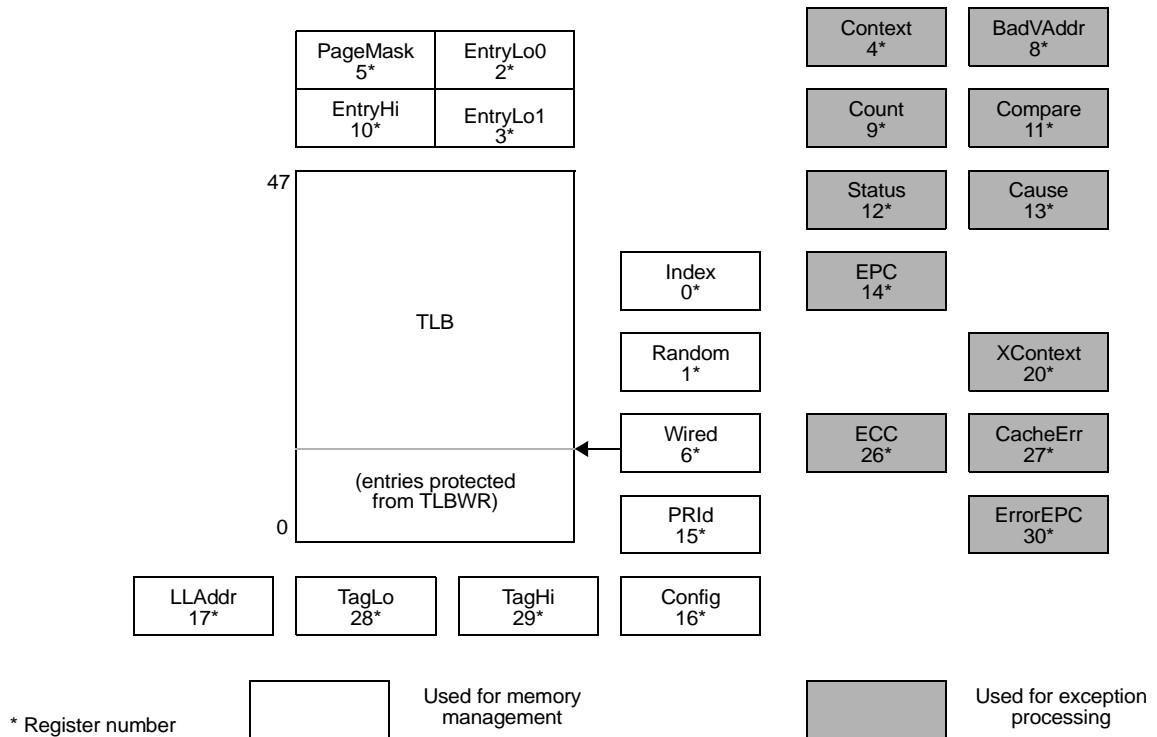 Context
4*
BadVAddr
8*
PageMask
5*
EntryLo0
2*
EntryHi
10*
EntryLo1
3*
Count
9*
Compare
11*
47
Status
12*
Cause
13*
Index
0*
EPC
14*
TLB
Random
1*
XContext
20*
Wired
6*
ECC
26*
CacheErr
27*
(entries protected
from TLBWR)
0
PRId
15*
ErrorEPC
30*
LLAddr
17*
TagLo
28*
TagHi
29*
Config
16*
* Register number
Used for memory
management
Used for exception
processing